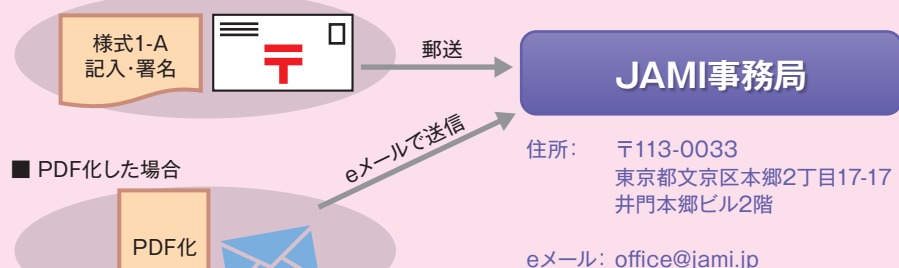 様式1-A
記入・署名
〒
郵送
JAMI事務局
eメールで送信
■ PDF化した場合
PDF化
住所： 〒113-0033
東京都文京区本郷2丁目17-17
井門本郷ビル2階
eメール： office@jami.jp